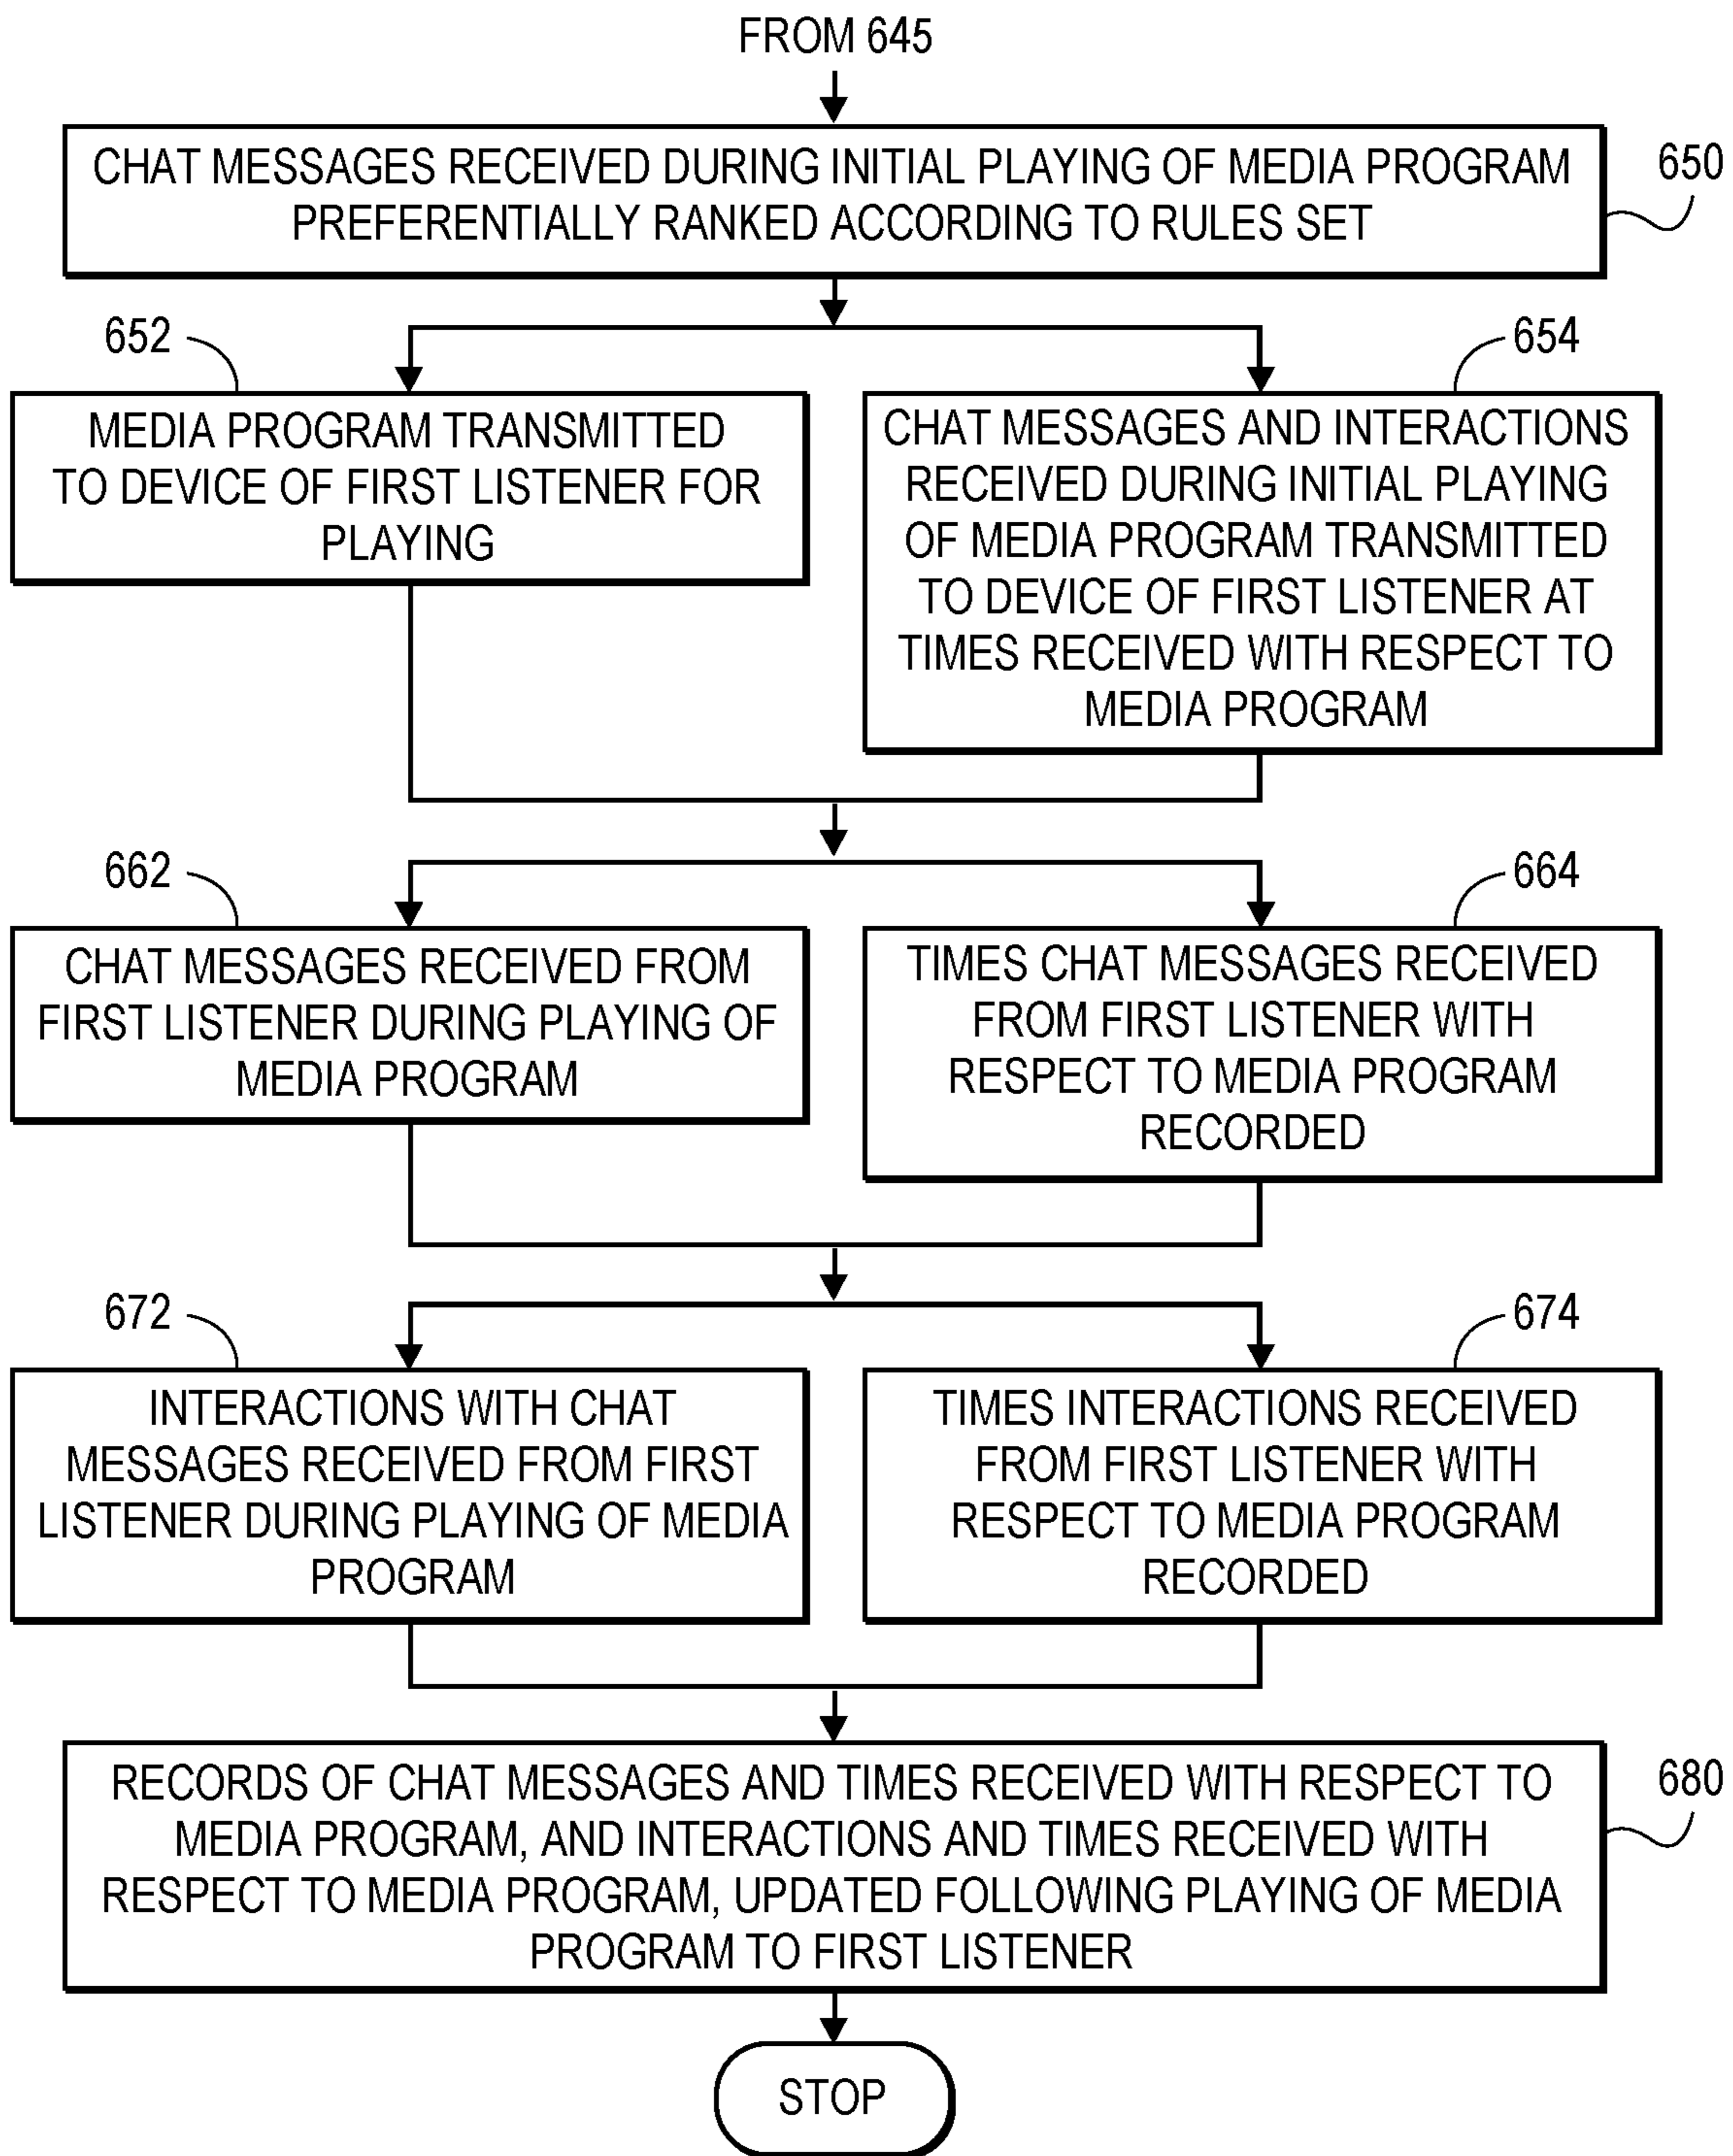 FROM 645
CHAT MESSAGES RECEIVED DURING INITIAL PLAYING OF MEDIA PROGRAM
PREFERENTIALLY RANKED ACCORDING TO RULES SET
650
652
MEDIA PROGRAM TRANSMITTED
TO DEVICE OF FIRST LISTENER FOR
PLAYING
654
CHAT MESSAGES AND INTERACTIONS
RECEIVED DURING INITIAL PLAYING
OF MEDIA PROGRAM TRANSMITTED
TO DEVICE OF FIRST LISTENER AT
TIMES RECEIVED WITH RESPECT TO
MEDIA PROGRAM
662
CHAT MESSAGES RECEIVED FROM
FIRST LISTENER DURING PLAYING OF
MEDIA PROGRAM
664
TIMES CHAT MESSAGES RECEIVED
FROM FIRST LISTENER WITH
RESPECT TO MEDIA PROGRAM
RECORDED
672
INTERACTIONS WITH CHAT
MESSAGES RECEIVED FROM FIRST
LISTENER DURING PLAYING OF MEDIA
PROGRAM
674
TIMES INTERACTIONS RECEIVED
FROM FIRST LISTENER WITH
RESPECT TO MEDIA PROGRAM
RECORDED
RECORDS OF CHAT MESSAGES AND TIMES RECEIVED WITH RESPECT TO
MEDIA PROGRAM, AND INTERACTIONS AND TIMES RECEIVED WITH
RESPECT TO MEDIA PROGRAM, UPDATED FOLLOWING PLAYING OF MEDIA
PROGRAM TO FIRST LISTENER
680
STOP